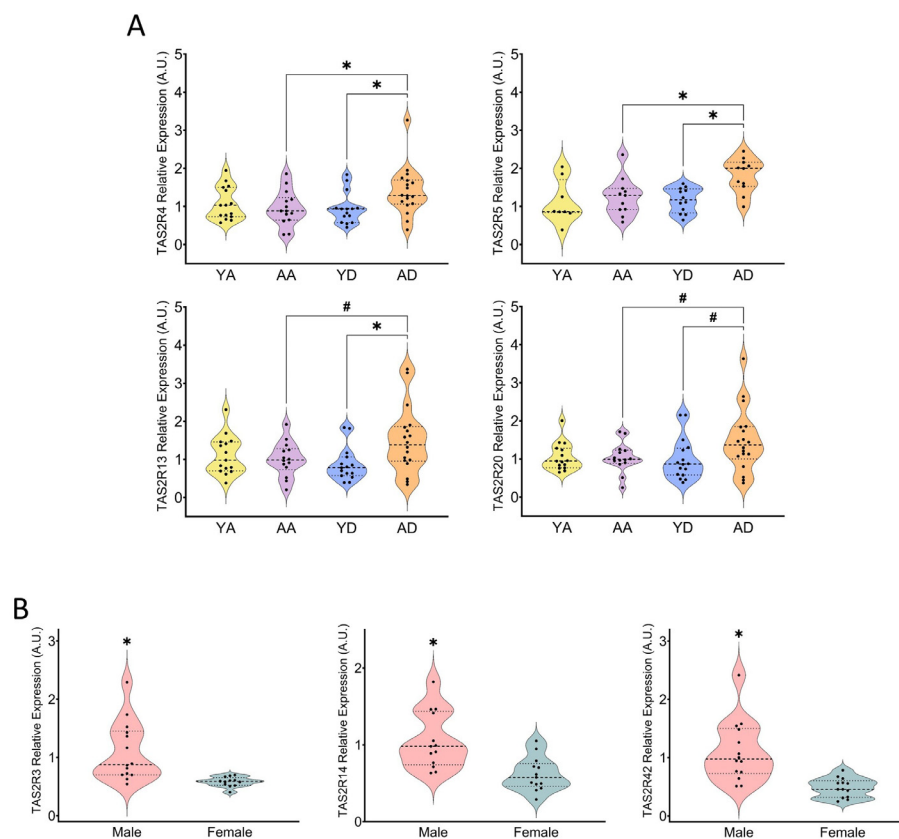 A
TAS2R4 Relative Expression (A.U.)
5
4
3
2
1
0
* 
*
YA AA YD AD
TAS2R5 Relative Expression (A.U.)
5
4
3
2
1
0
*
*
YA AA YD AD
TAS2R13 Relative Expression (A.U.)
5
4
3
2
1
0
#
*
YA AA YD AD
TAS2R20 Relative Expression (A.U.)
5
4
3
2
1
0
#
#
YA AA YD AD
B
TAS2R3 Relative Expression (A.U.)
3
2
1
0
*
Male Female
TAS2R14 Relative Expression (A.U.)
2
1
0
*
Male Female
TAS2R42 Relative Expression (A.U.)
3
2
1
0
*
Male Female